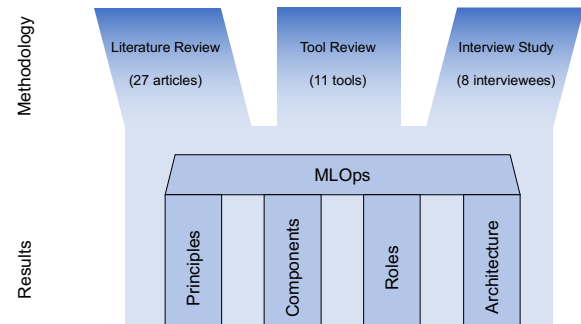 Methodology
Literature Review
(27 articles)
Tool Review
(11 tools)
Interview Study
(8 interviewees)
Results
MLOps
Principles
Components
Roles
Architecture